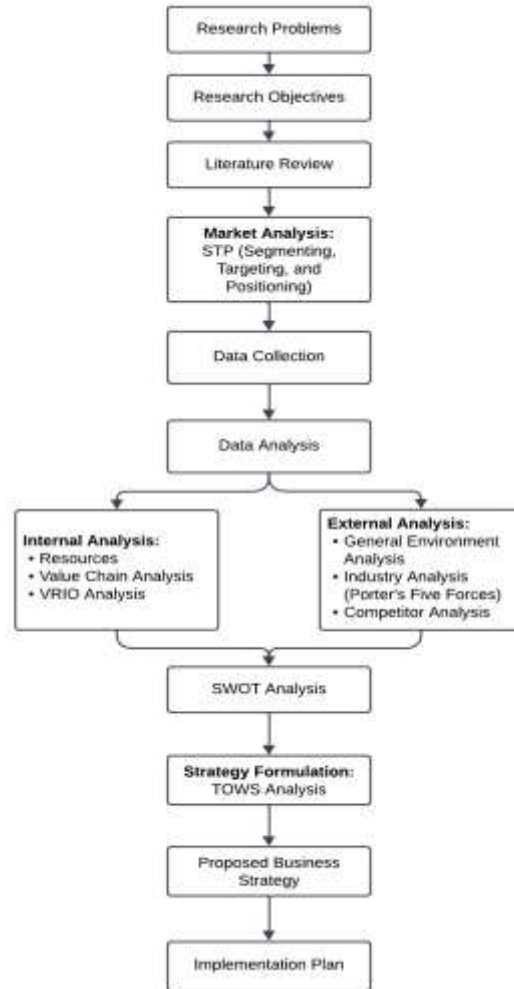 Research Problems
Research Objectives
Literature Review
Market Analysis:
STP (Segmenting,
Targeting, and
Positioning)
Data Collection
Data Analysis
Internal Analysis:
• Resources
• Value Chain Analysis
• VRIO Analysis
External Analysis:
• General Environment
Analysis
• Industry Analysis
(Porter's Five Forces)
• Competitor Analysis
SWOT Analysis
Strategy Formulation:
TOWS Analysis
Proposed Business
Strategy
Implementation Plan